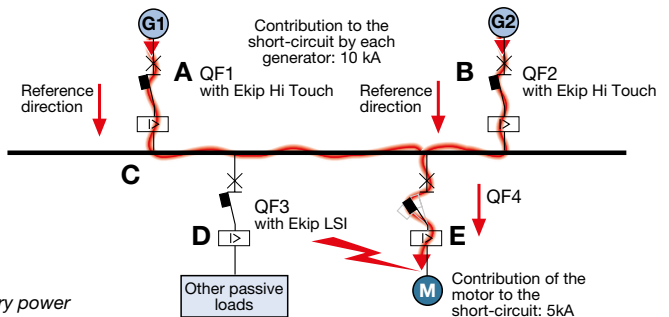 G1
Contribution to the
short-circuit by each
generator: 10 kA
G2
A
QF1
with Ekip Hi Touch
B
QF2
with Ekip Hi Touch
Reference
direction
Reference
direction
I>
I>
C
QF3
with Ekip LSI
QF4
D
I>
E
I>
Other passive
loads
M
Contribution of the
motor to the
short-circuit: 5kA
ry power